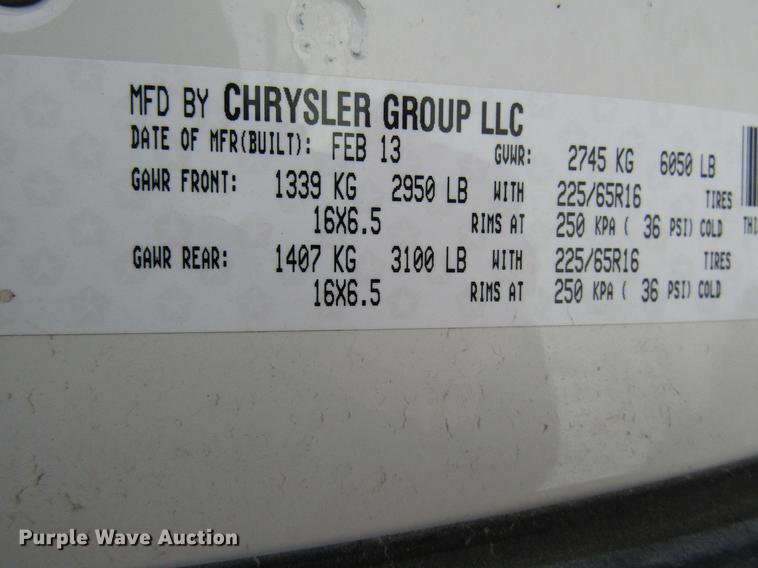 MFD BY CHRYSLER GROUP LLC
DATE OF MFR(BUILT): FEB 13 GVWR: 2745 KG 6050 LB
GAWR FRONT: 1339 KG 2950 LB WITH 225/65R16 TIRES
16X6.5 RIMS AT 250 KPA ( 36 PSI) COLD
GAWR REAR: 1407 KG 3100 LB WITH 225/65R16 TIRES
16X6.5 RIMS AT 250 KPA ( 36 PSI) COLD
Purple Wave Auction